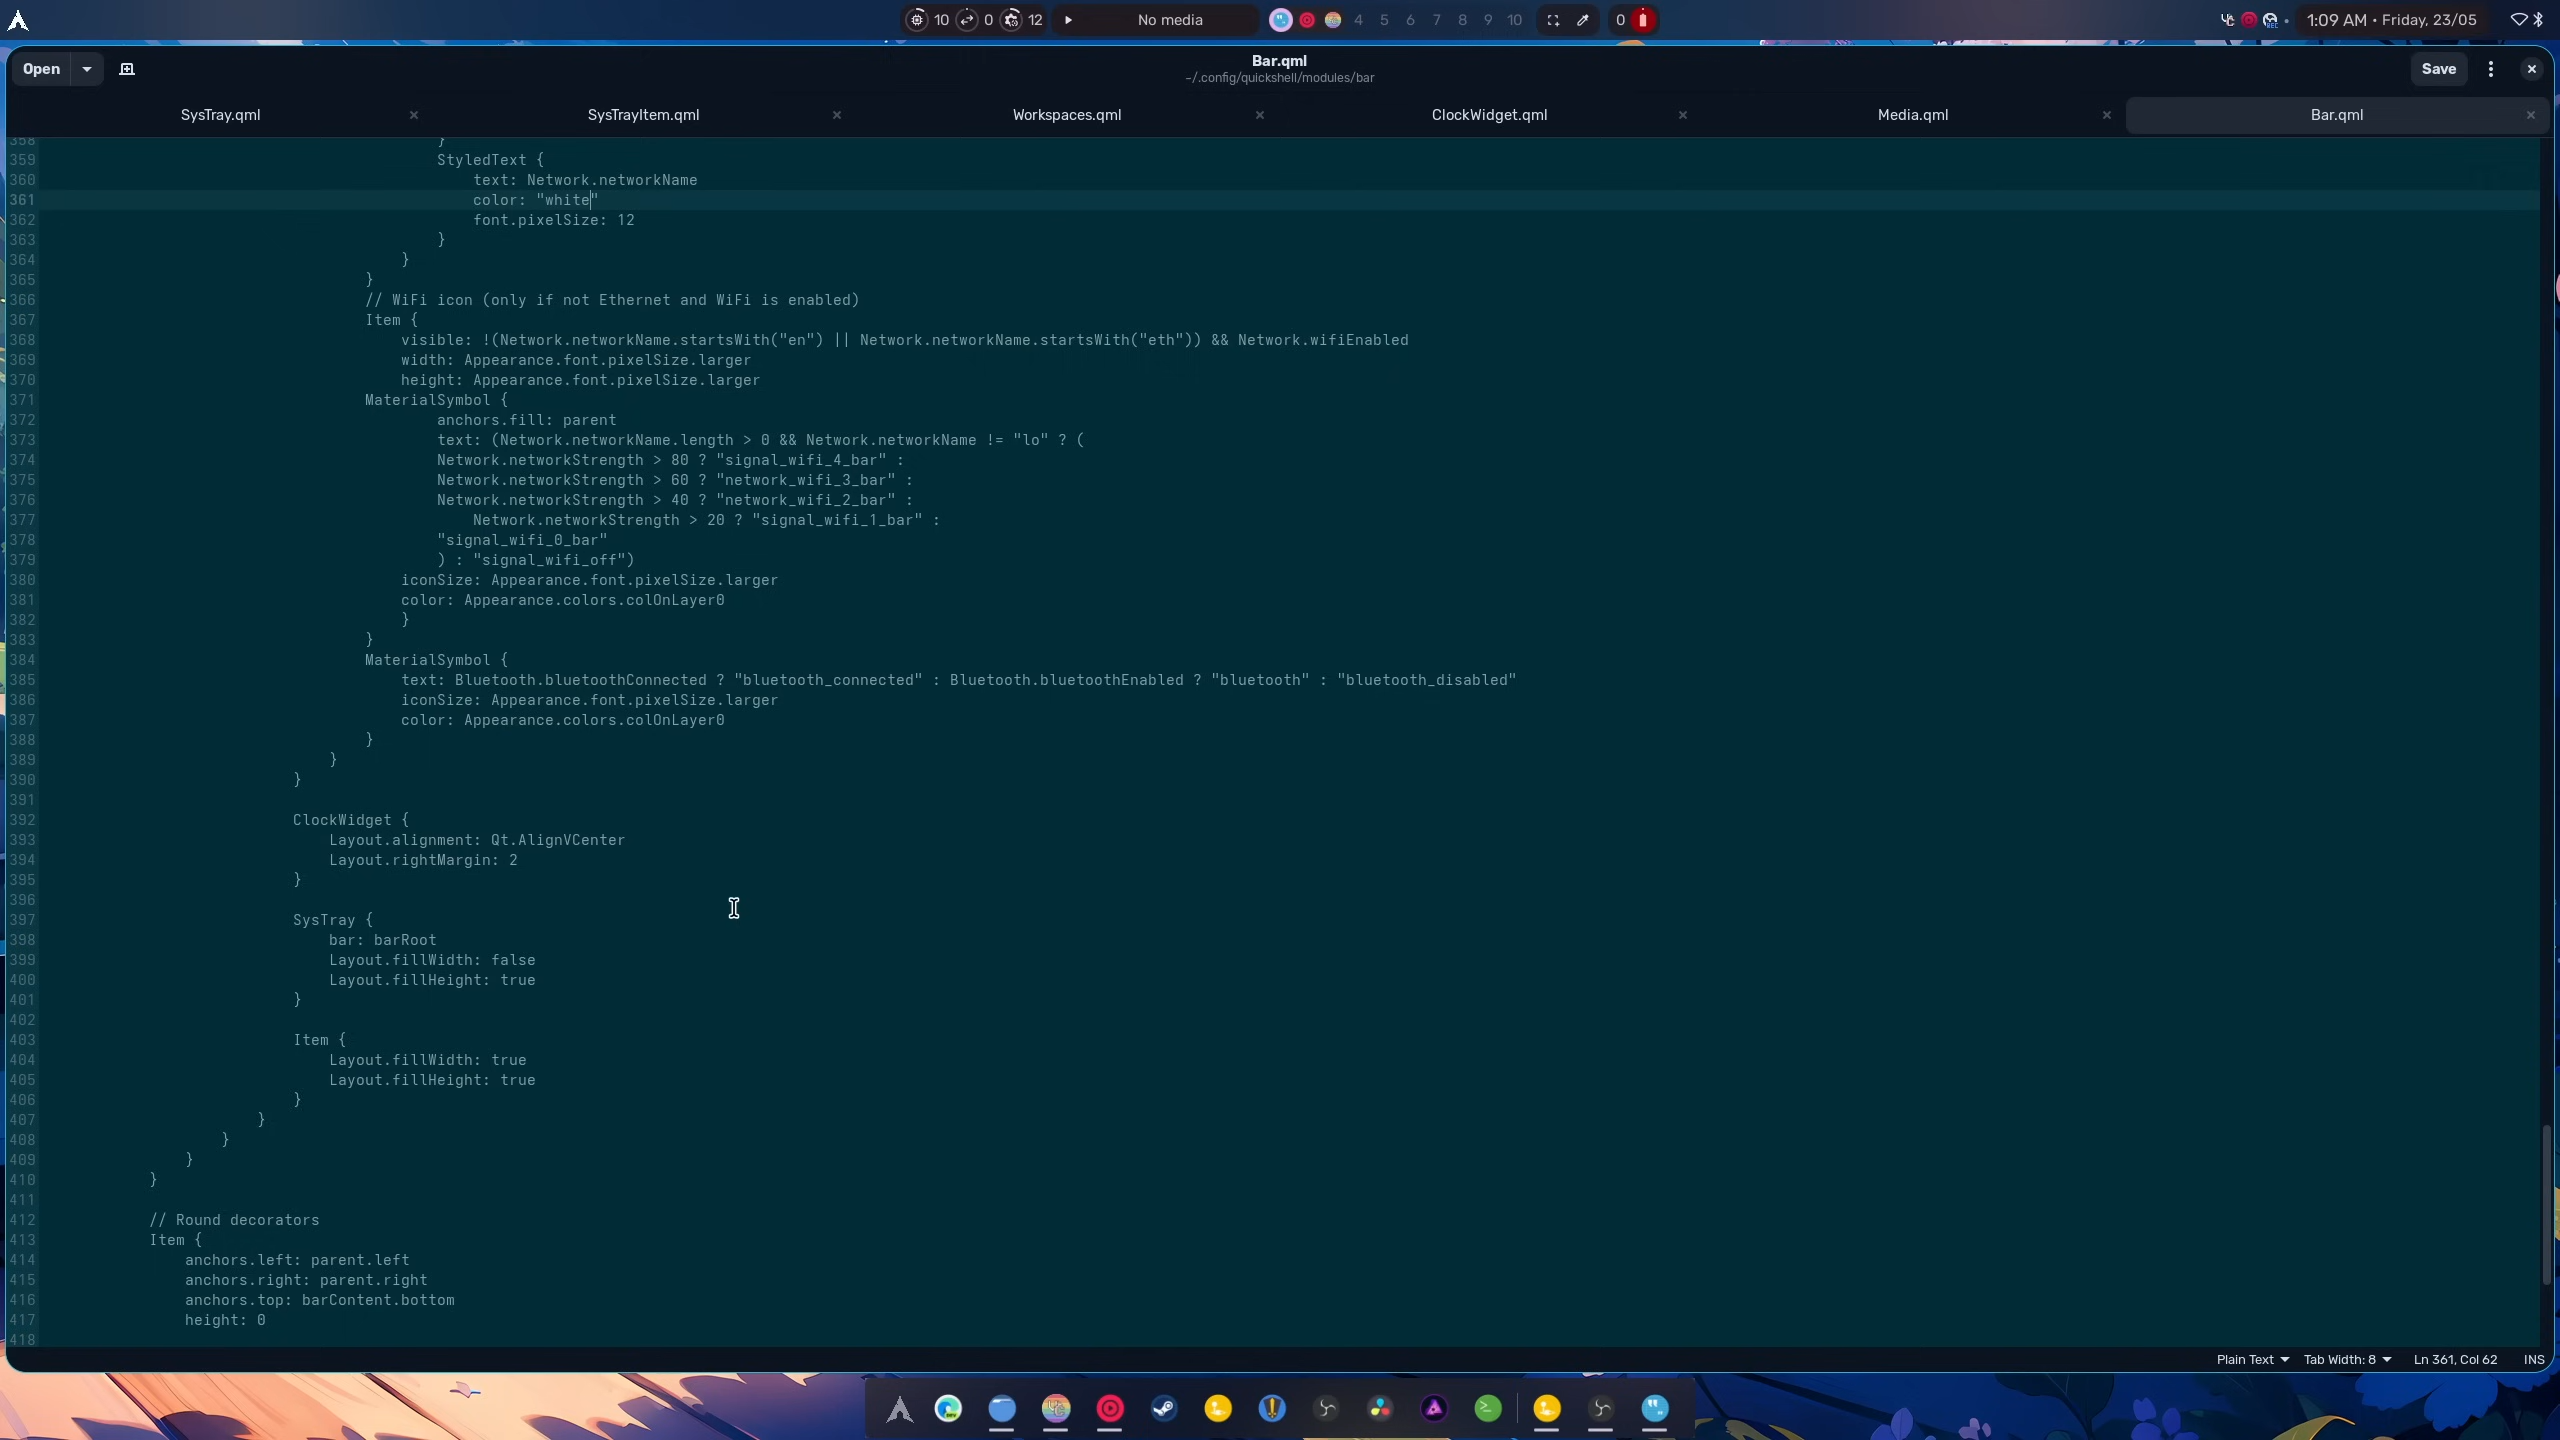 10 0 12 No media 4 5 6 7 8 9 10 0 1:09 AM • Friday, 23/05
Open Bar.qml Save
~/.config/quickshell/modules/bar
SysTray.qml SysTrayItem.qml Workspaces.qml ClockWidget.qml Media.qml Bar.qml
358 }
359 StyledText {
360 text: Network.networkName
361 color: "white"
362 font.pixelSize: 12
363 }
364 }
365 }
366 // WiFi icon (only if not Ethernet and WiFi is enabled)
367 Item {
368 visible: !(Network.networkName.startsWith("en") || Network.networkName.startsWith("eth")) && Network.wifiEnabled
369 width: Appearance.font.pixelSize.larger
370 height: Appearance.font.pixelSize.larger
371 MaterialSymbol {
372 anchors.fill: parent
373 text: (Network.networkName.length > 0 && Network.networkName != "lo" ? (
374 Network.networkStrength > 80 ? "signal_wifi_4_bar" :
375 Network.networkStrength > 60 ? "network_wifi_3_bar" :
376 Network.networkStrength > 40 ? "network_wifi_2_bar" :
377 Network.networkStrength > 20 ? "signal_wifi_1_bar" :
378 "signal_wifi_0_bar"
379 ) : "signal_wifi_off")
380 iconSize: Appearance.font.pixelSize.larger
381 color: Appearance.colors.colOnLayer0
382 }
383 }
384 MaterialSymbol {
385 text: Bluetooth.bluetoothConnected ? "bluetooth_connected" : Bluetooth.bluetoothEnabled ? "bluetooth" : "bluetooth_disabled"
386 iconSize: Appearance.font.pixelSize.larger
387 color: Appearance.colors.colOnLayer0
388 }
389 }
390 }
391
392 ClockWidget {
393 Layout.alignment: Qt.AlignVCenter
394 Layout.rightMargin: 2
395 }
396
397 SysTray {
398 bar: barRoot
399 Layout.fillWidth: false
400 Layout.fillHeight: true
401 }
402
403 Item {
404 Layout.fillWidth: true
405 Layout.fillHeight: true
406 }
407 }
408 }
409 }
410 }
411
412 // Round decorators
413 Item {
414 anchors.left: parent.left
415 anchors.right: parent.right
416 anchors.top: barContent.bottom
417 height: 0
418
Plain Text Tab Width: 8 Ln 361, Col 62 INS